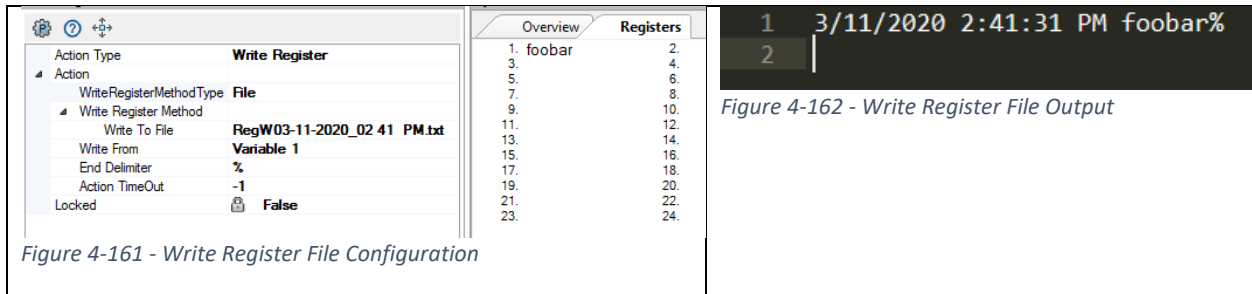 Action Type Write Register
Action
WriteRegisterMethodType File
Write Register Method
Write To File RegW03-11-2020_02 41 PM.txt
Write From Variable 1
End Delimiter %
Action TimeOut -1
Locked False
Figure 4-161 - Write Register File Configuration
Overview Registers
1. foobar 2.
3. 4.
5. 6.
7. 8.
9. 10.
11. 12.
13. 14.
15. 16.
17. 18.
19. 20.
21. 22.
23. 24.
1 3/11/2020 2:41:31 PM foobar%
2
Figure 4-162 - Write Register File Output